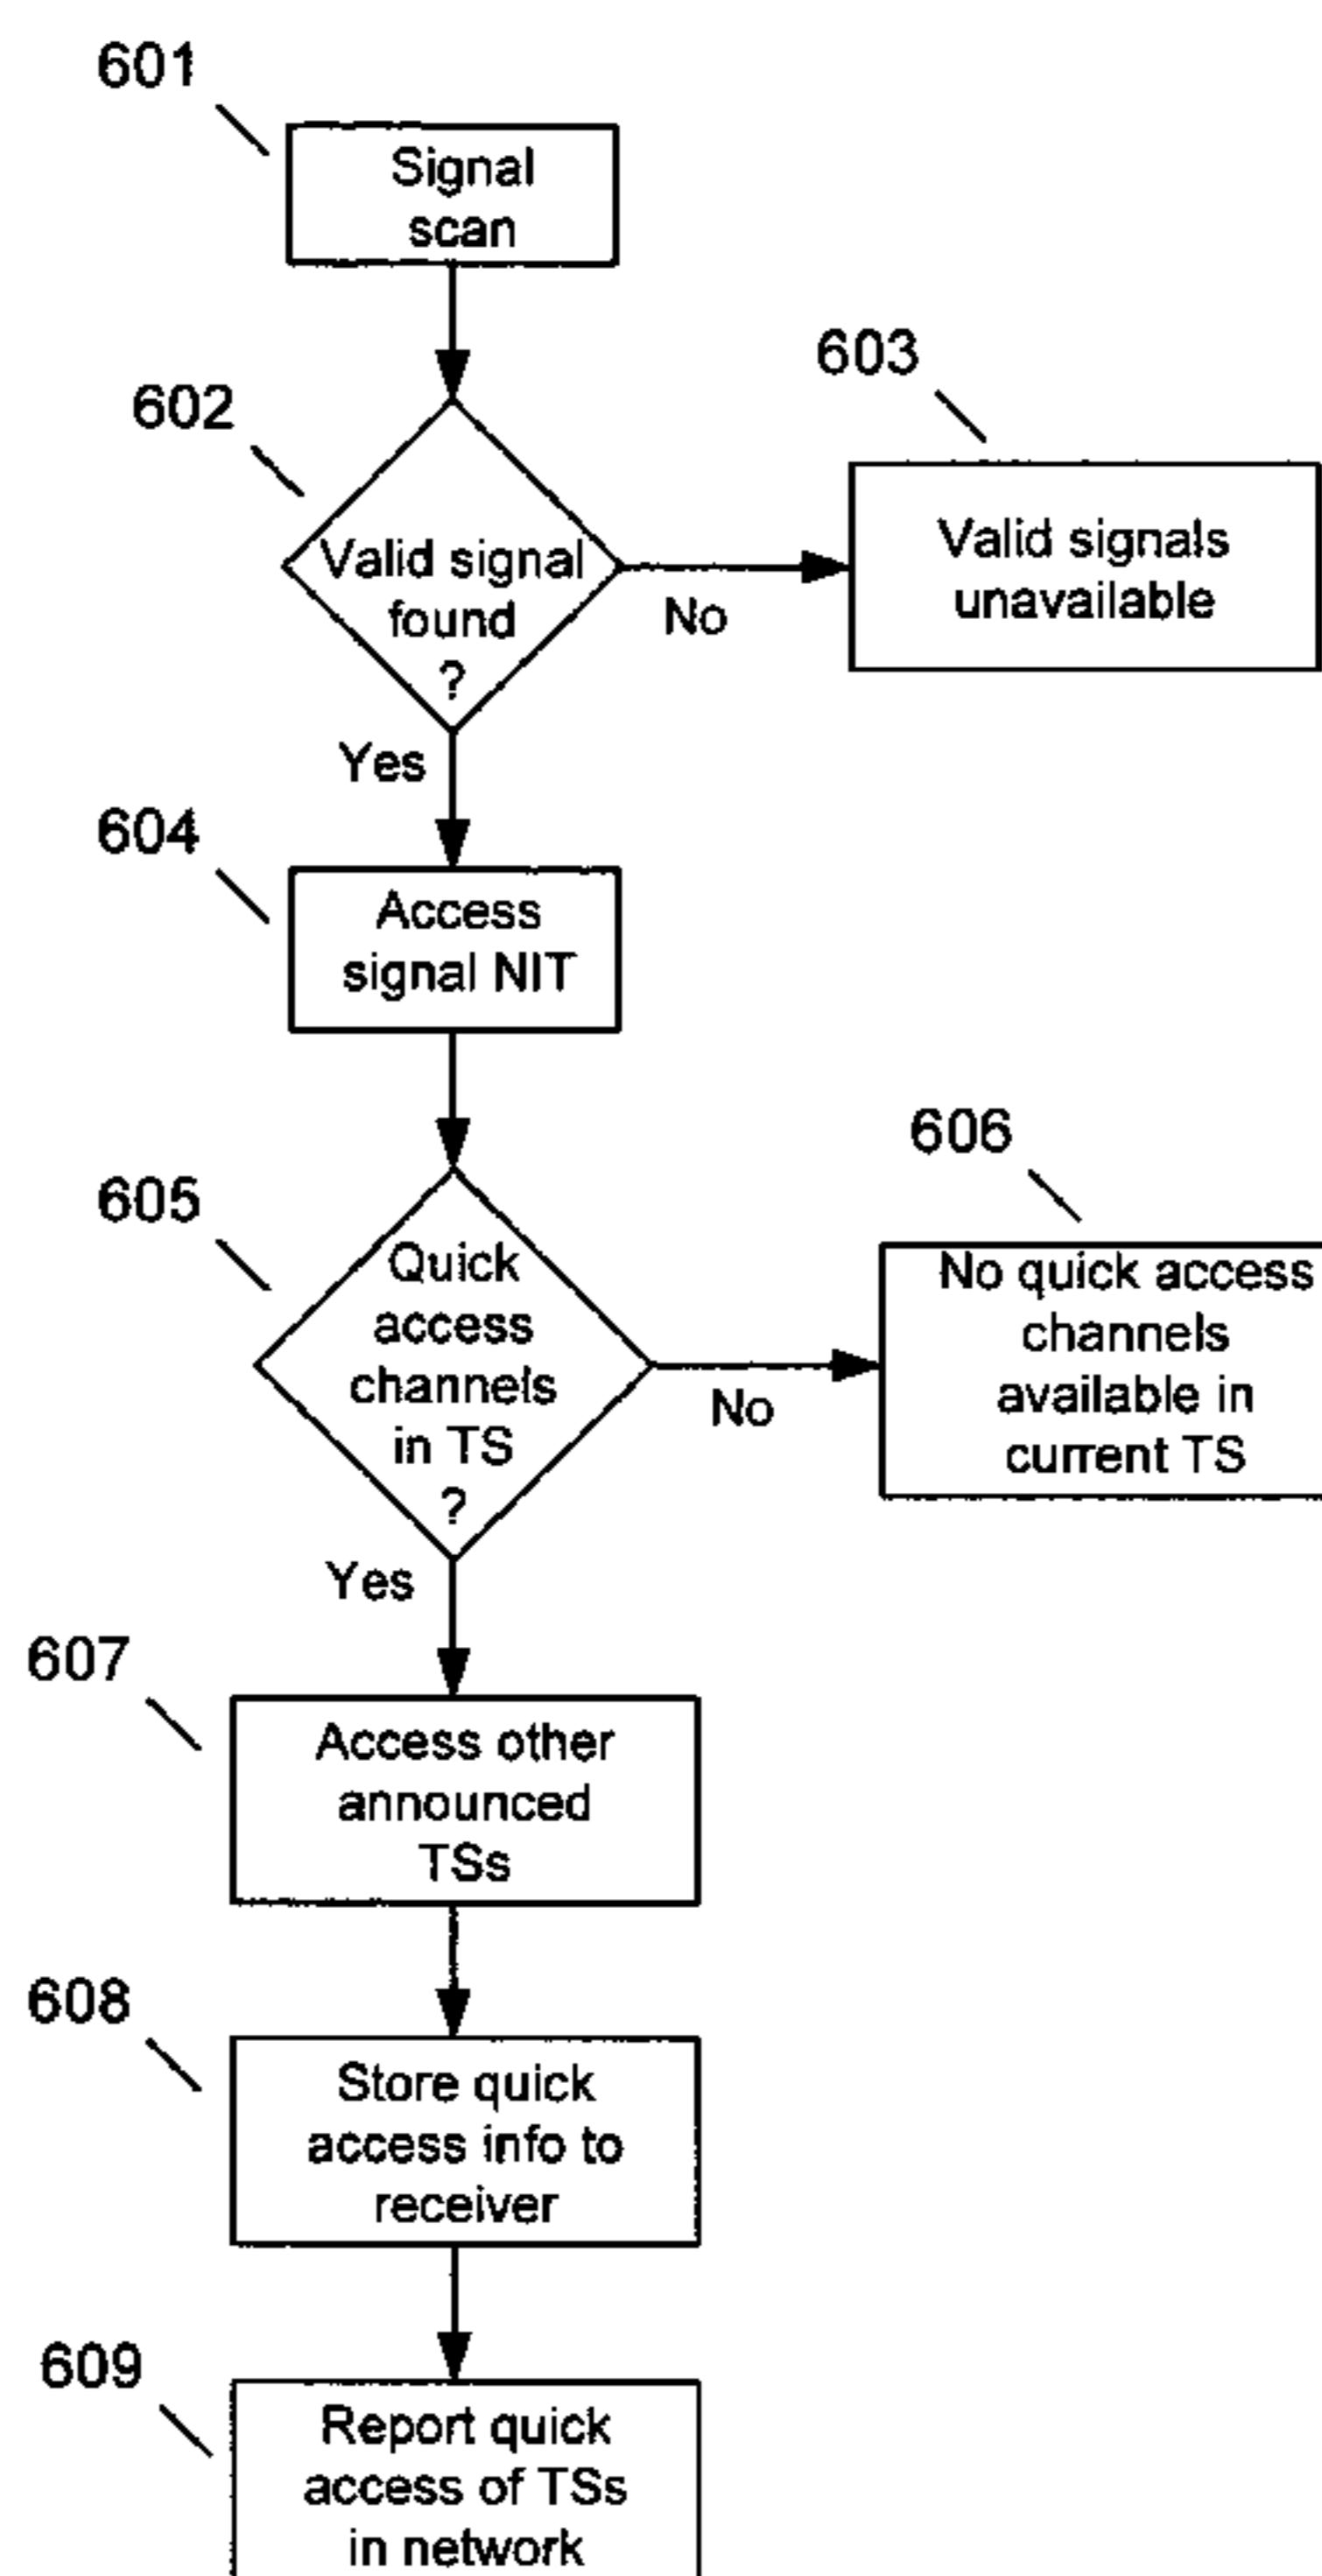 601
Signal
scan
602
Valid signal
found
?
No
603
Valid signals
unavailable
Yes
604
Access
signal NIT
605
Quick
access
channels
in TS
?
No
606
No quick access
channels
available in
current TS
Yes
607
Access other
announced
TSs
608
Store quick
access info to
receiver
609
Report quick
access of TSs
in network